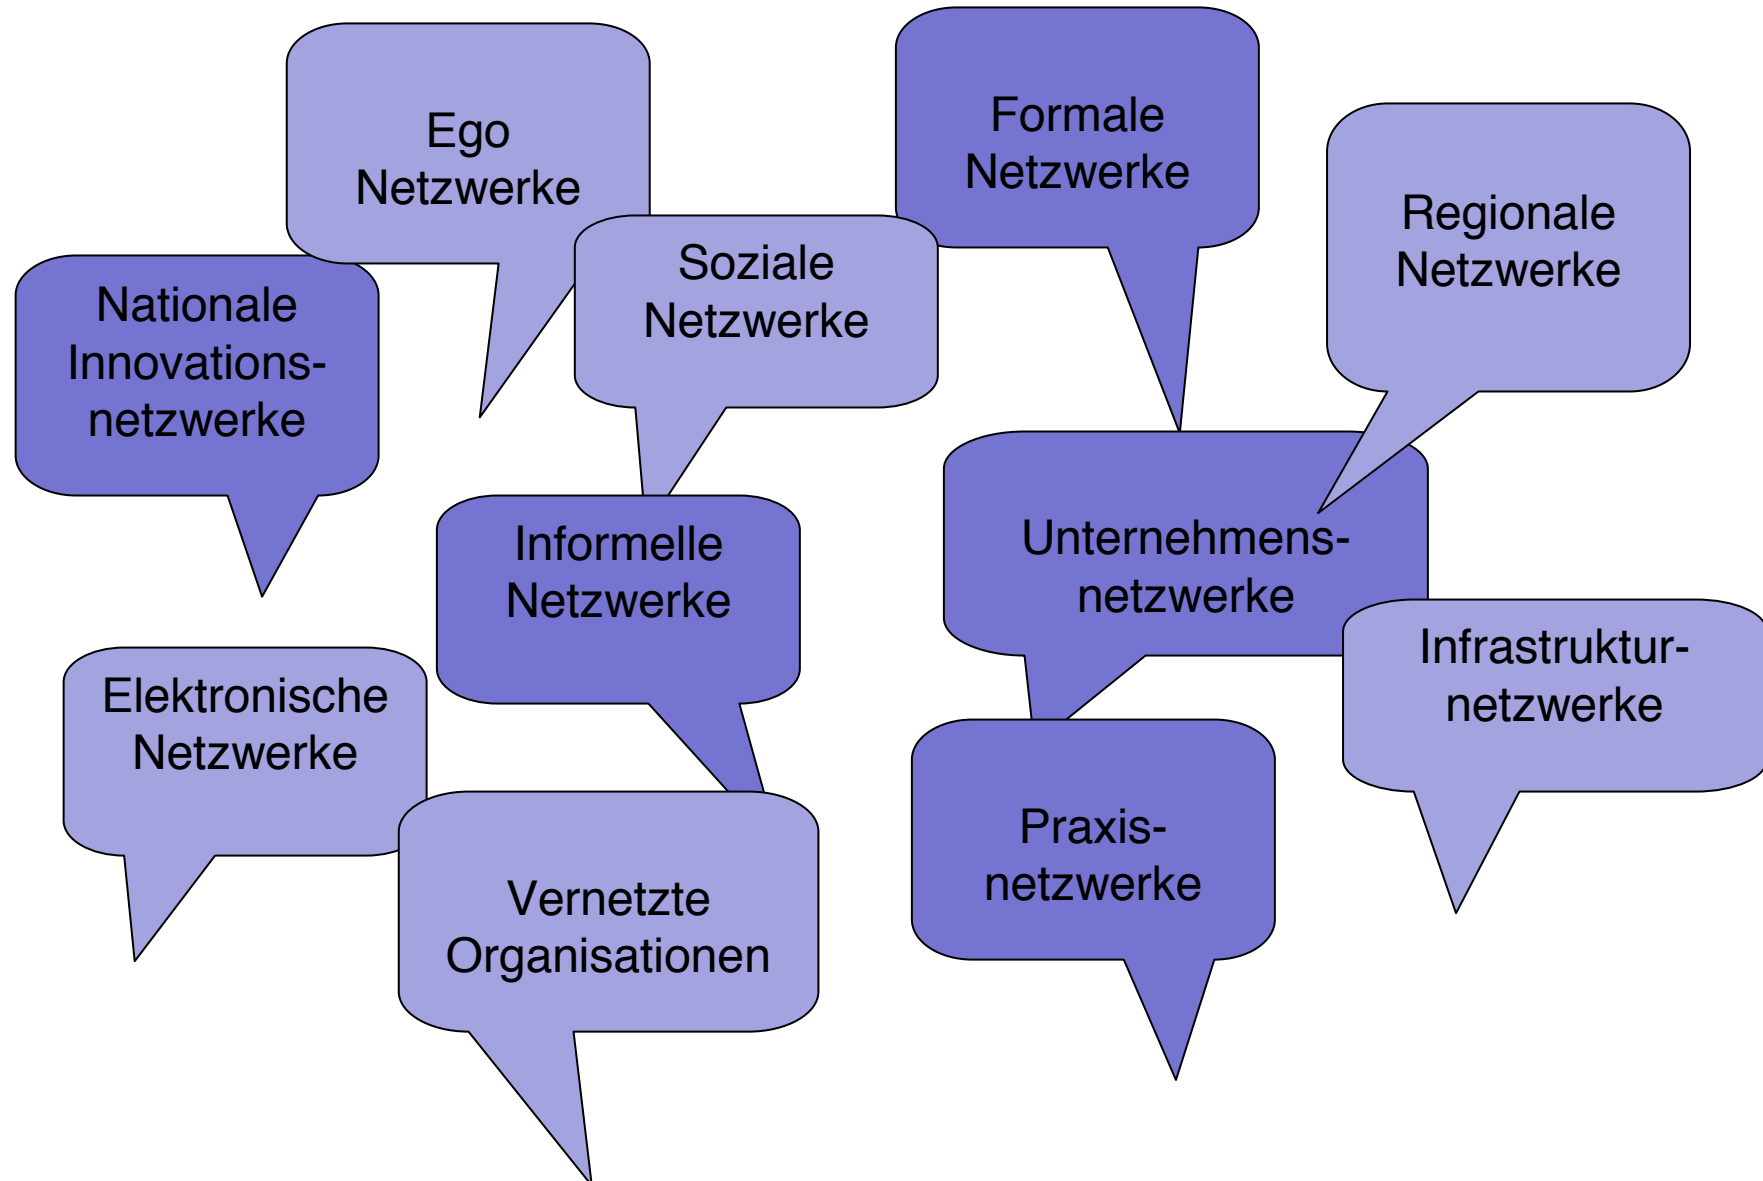 Ego
Netzwerke
Formale
Netzwerke
Regionale
Netzwerke
Soziale
Netzwerke
Nationale
Innovations-
netzwerke
Informelle
Netzwerke
Unternehmens-
netzwerke
Infrastruktur-
netzwerke
Elektronische
Netzwerke
Praxis-
netzwerke
Vernetzte
Organisationen